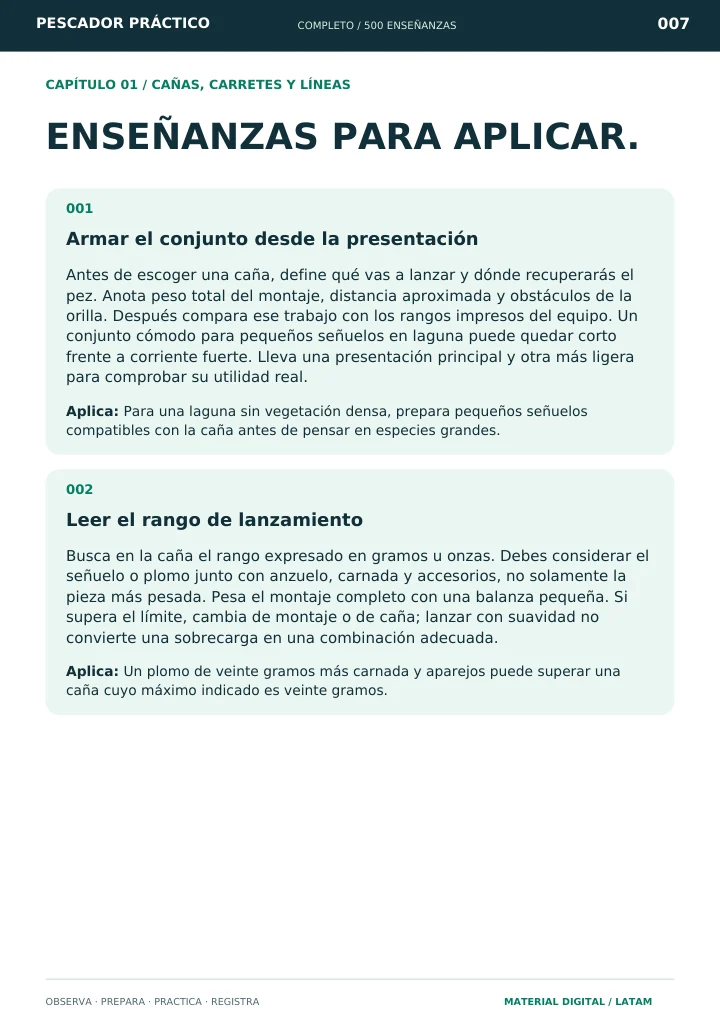 PESCADOR PRÁCTICO
COMPLETO / 500 ENSEÑANZAS
007
CAPÍTULO 01 / CAÑAS, CARRETES Y LÍNEAS
ENSEÑANZAS PARA APLICAR.
001
Armar el conjunto desde la presentación
Antes de escoger una caña, define qué vas a lanzar y dónde recuperarás el
pez. Anota peso total del montaje, distancia aproximada y obstáculos de la
orilla. Después compara ese trabajo con los rangos impresos del equipo. Un
conjunto cómodo para pequeños señuelos en laguna puede quedar corto
frente a corriente fuerte. Lleva una presentación principal y otra más ligera
para comprobar su utilidad real.
Aplica: Para una laguna sin vegetación densa, prepara pequeños señuelos
compatibles con la caña antes de pensar en especies grandes.
002
Leer el rango de lanzamiento
Busca en la caña el rango expresado en gramos u onzas. Debes considerar el
señuelo o plomo junto con anzuelo, carnada y accesorios, no solamente la
pieza más pesada. Pesa el montaje completo con una balanza pequeña. Si
supera el límite, cambia de montaje o de caña; lanzar con suavidad no
convierte una sobrecarga en una combinación adecuada.
Aplica: Un plomo de veinte gramos más carnada y aparejos puede superar una
caña cuyo máximo indicado es veinte gramos.
OBSERVA · PREPARA · PRACTICA · REGISTRA
MATERIAL DIGITAL / LATAM